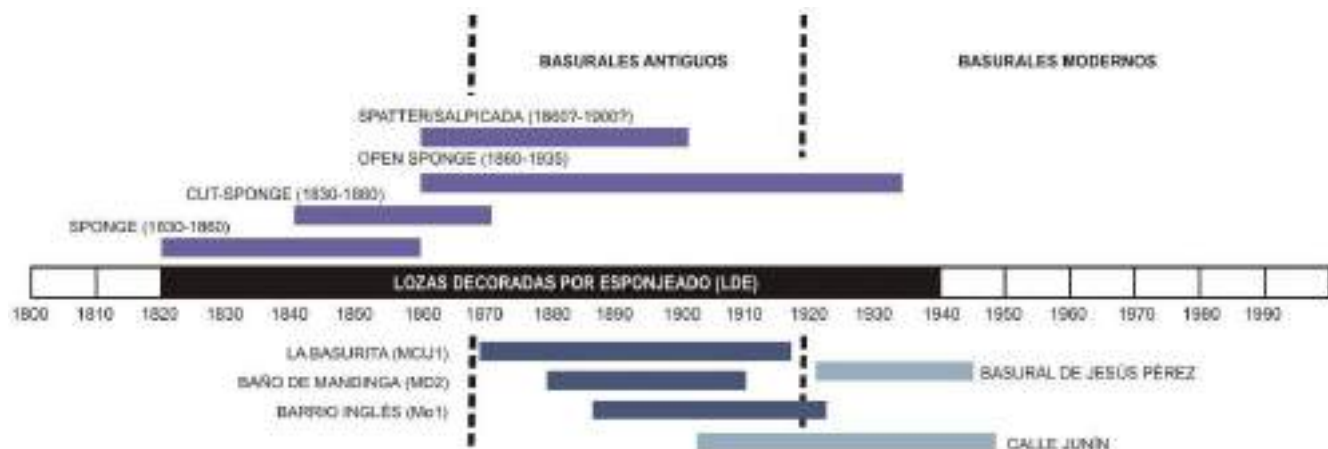 BASURALES ANTIGUOS
BASURALES MODERNOS
SPATTER/SALPICADA (1860?-1900?)
OPEN SPONGE (1860-1935)
CUT-SPONGE (1830-1880)
SPONGE (1830-1860)
LOZAS DECORADAS POR ESPONJEADO (LDE)
1800 1810 1820 1830 1840 1850 1860 1870 1880 1890 1900 1910 1920 1930 1940 1950 1960 1970 1980 1990
LA BASURITA (MCU1)
BASURAL DE JESÚS PÉREZ
BAÑO DE MANDINGA (MD2)
BARRIO INGLÉS (Mo1)
CALLE JUNÍN